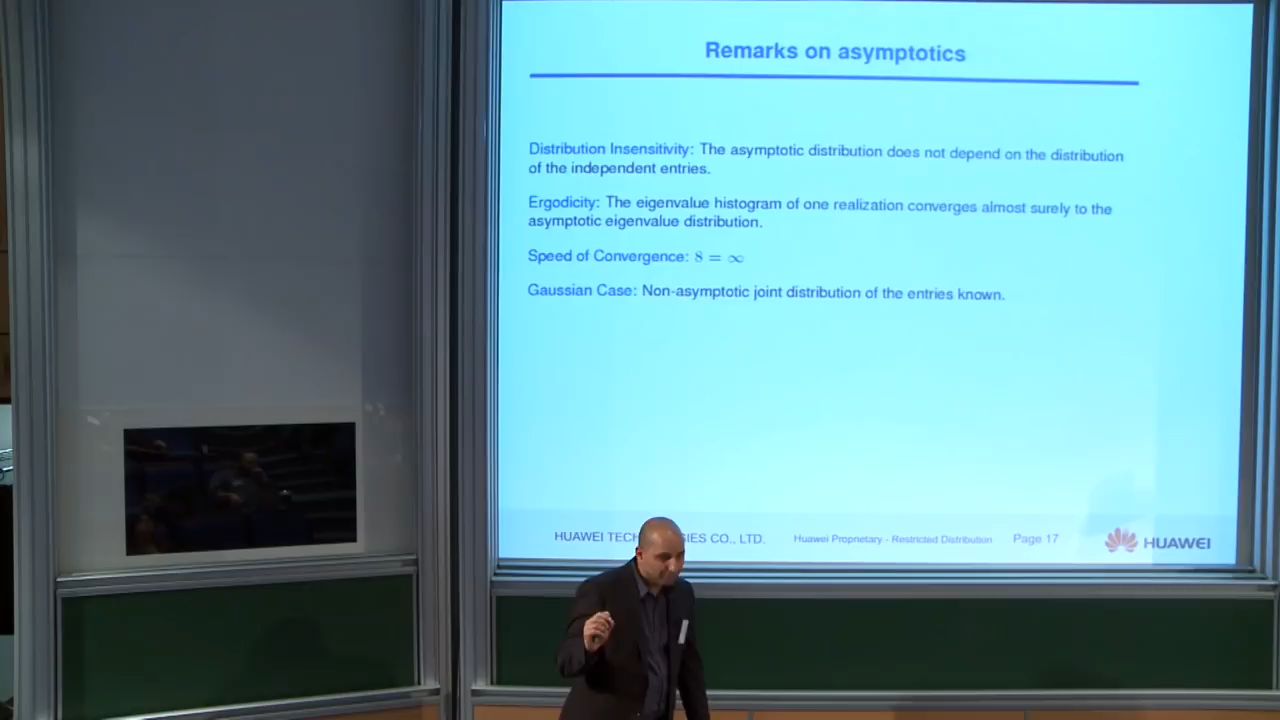 Remarks on asymptotics
Distribution Insensitivity: The asymptotic distribution does not depend on the distribution
of the independent entries.
Ergodicity: The eigenvalue histogram of one realization converges almost surely to the
asymptotic eigenvalue distribution.
Speed of Convergence: 8 = ∞
Gaussian Case: Non-asymptotic joint distribution of the entries known.
HUAWEI TECH IES CO., LTD. Huawei Proprietary - Restricted Distribution Page 17 HUAWEI